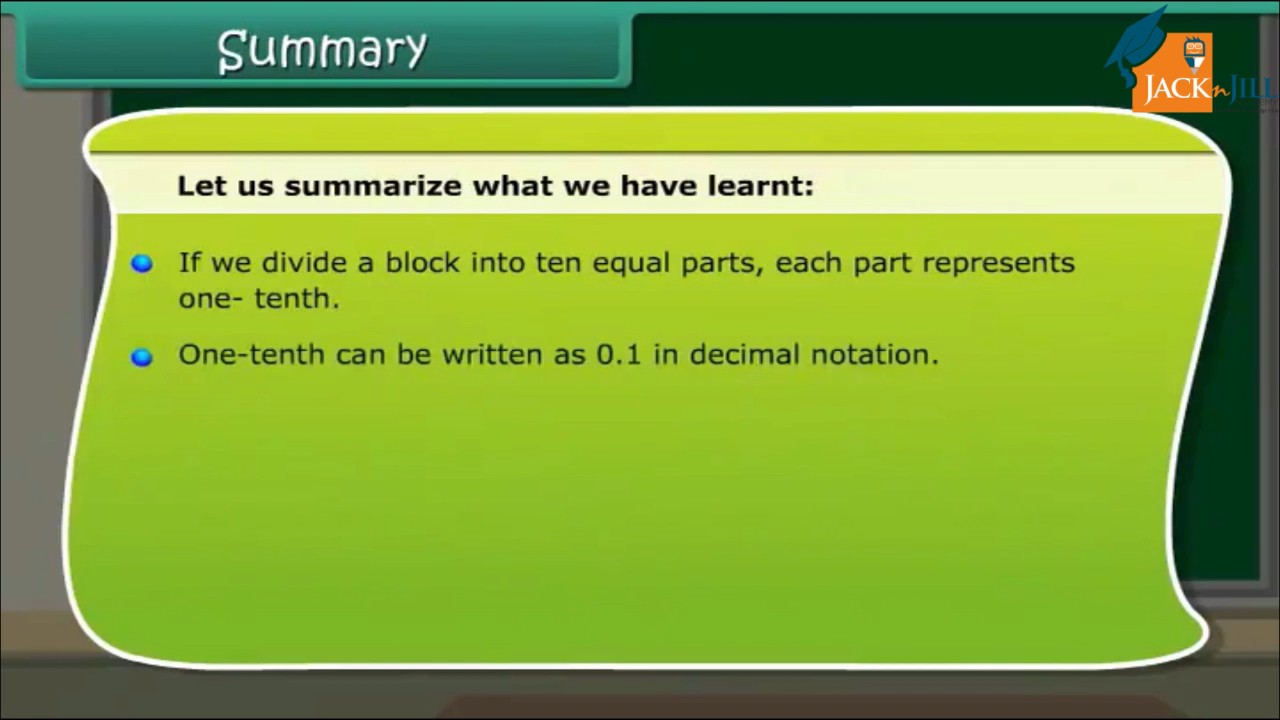 Summary
JACKnJILL
Let us summarize what we have learnt:
If we divide a block into ten equal parts, each part represents
one- tenth.
One-tenth can be written as 0.1 in decimal notation.